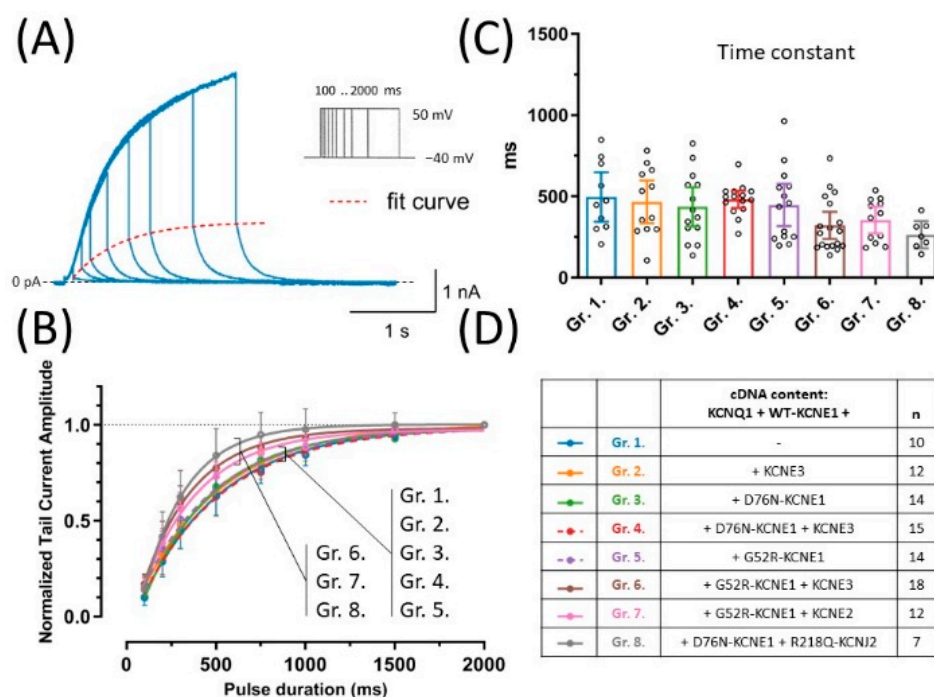 (A)
100 .. 2000 ms
50 mV
−40 mV
fit curve
0 pA
1 nA
1 s
(B)
Normalized Tail Current Amplitude
1.0
0.5
0.0
Gr. 1.
Gr. 2.
Gr. 3.
Gr. 4.
Gr. 5.
Gr. 6.
Gr. 7.
Gr. 8.
0
500
1000
1500
2000
Pulse duration (ms)
(C)
Time constant
ms
1500
1000
500
0
Gr. 1.
Gr. 2.
Gr. 3.
Gr. 4.
Gr. 5.
Gr. 6.
Gr. 7.
Gr. 8.
(D)
cDNA content:
KCNQ1 + WT-KCNE1 +
n
Gr. 1. - 10
Gr. 2. + KCNE3 12
Gr. 3. + D76N-KCNE1 14
Gr. 4. + D76N-KCNE1 + KCNE3 15
Gr. 5. + G52R-KCNE1 14
Gr. 6. + G52R-KCNE1 + KCNE3 18
Gr. 7. + G52R-KCNE1 + KCNE2 12
Gr. 8. + D76N-KCNE1 + R218Q-KCNJ2 7